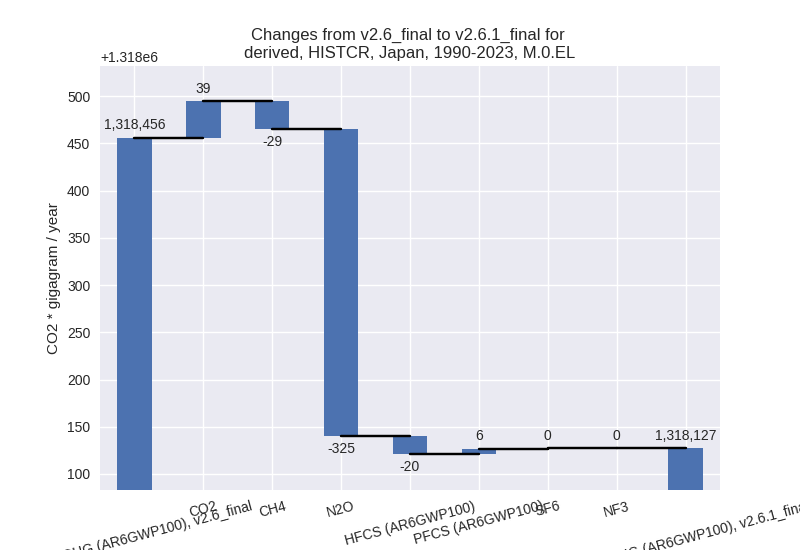 Changes from v2.6_final to v2.6.1_final for
derived, HISTCR, Japan, 1990-2023, M.0.EL
+1.318e6
CO2 * gigagram / year
500
450
400
350
300
250
200
150
100
1,318,456
39
-29
-325
-20
6
0
0
1,318,127
(AR6GWP100), v2.6_final
CO2
CH4
N2O
HFCS (AR6GWP100)
PFCS (AR6GWP100)
SF6
NF3
(AR6GWP100), v2.6.1_fina